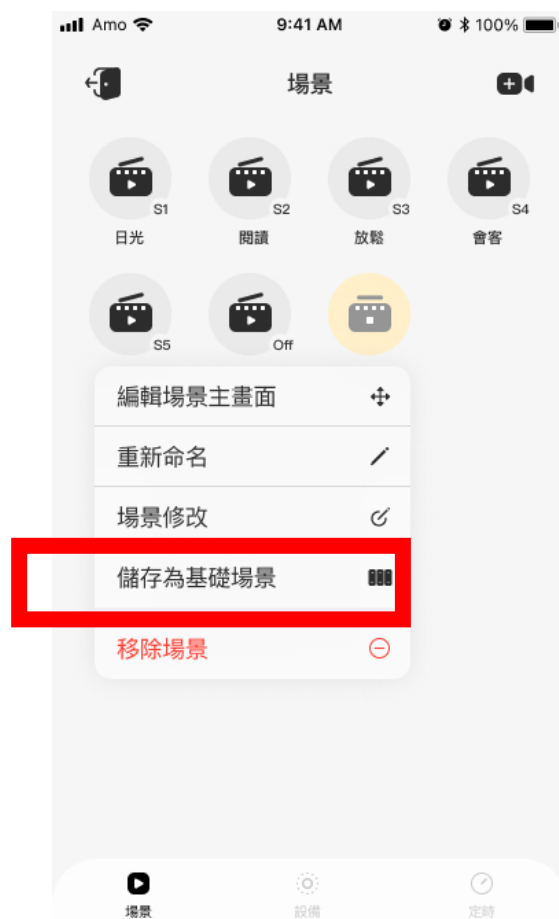 Amo 9:41 AM 100%
場景
S1 S2 S3 S4
日光 閱讀 放鬆 會客
S5 Off
編輯場景主畫面
重新命名
場景修改
儲存為基礎場景
移除場景
場景 設備 定時